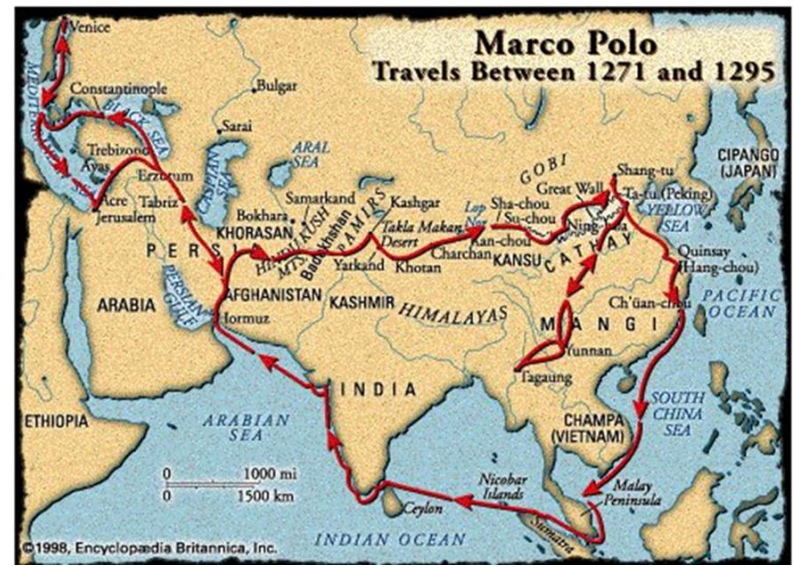 Marco Polo
Travels Between 1271 and 1295
Venice
MEDITERRANEAN SEA
Constantinople
BLACK SEA
Bulgar
Sarai
ARAL
SEA
CASPIAN
SEA
Trebizond
Ayas
Erzurum
Acre
Jerusalem
Tabriz
Bokhara
Samarkand
KHORASAN
PERSIA
HINDU KUSH
MTS.
Badakhshan
PAMIRS
Kashgar
Takla Makan
Desert
Yarkand
Khotan
Charchan
Lop
Nor
Sha-chou
Su-chou
Kan-chou
KANSU
GOBI
Great Wall
Ning-hsia
CATHAY
Shang-tu
Ta-tu (Peking)
YELLOW
SEA
CIPANGO
(JAPAN)
Quinsay
(Hang-chou)
Ch'üan-chou
PACIFIC
OCEAN
MANGI
Yunnan
Tagaung
HIMALAYAS
KASHMIR
AFGHANISTAN
Hormuz
PERSIAN
GULF
ARABIA
INDIA
ARABIAN
SEA
ETHIOPIA
CHAMPA
(VIETNAM)
SOUTH
CHINA
SEA
Malay
Peninsula
Nicobar
Islands
Sumatra
Ceylon
INDIAN OCEAN
0 1000 mi
0 1500 km
©1998, Encyclopædia Britannica, Inc.